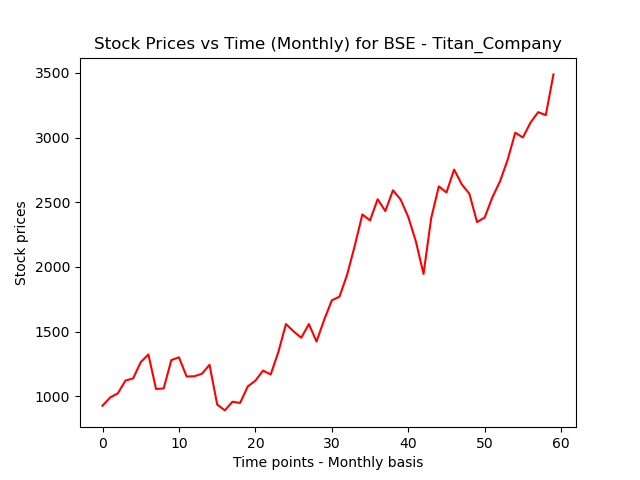 Stock Prices vs Time (Monthly) for BSE - Titan_Company
3500
3000
2500
2000
1500
1000
Stock prices
0 10 20 30 40 50 60
Time points - Monthly basis